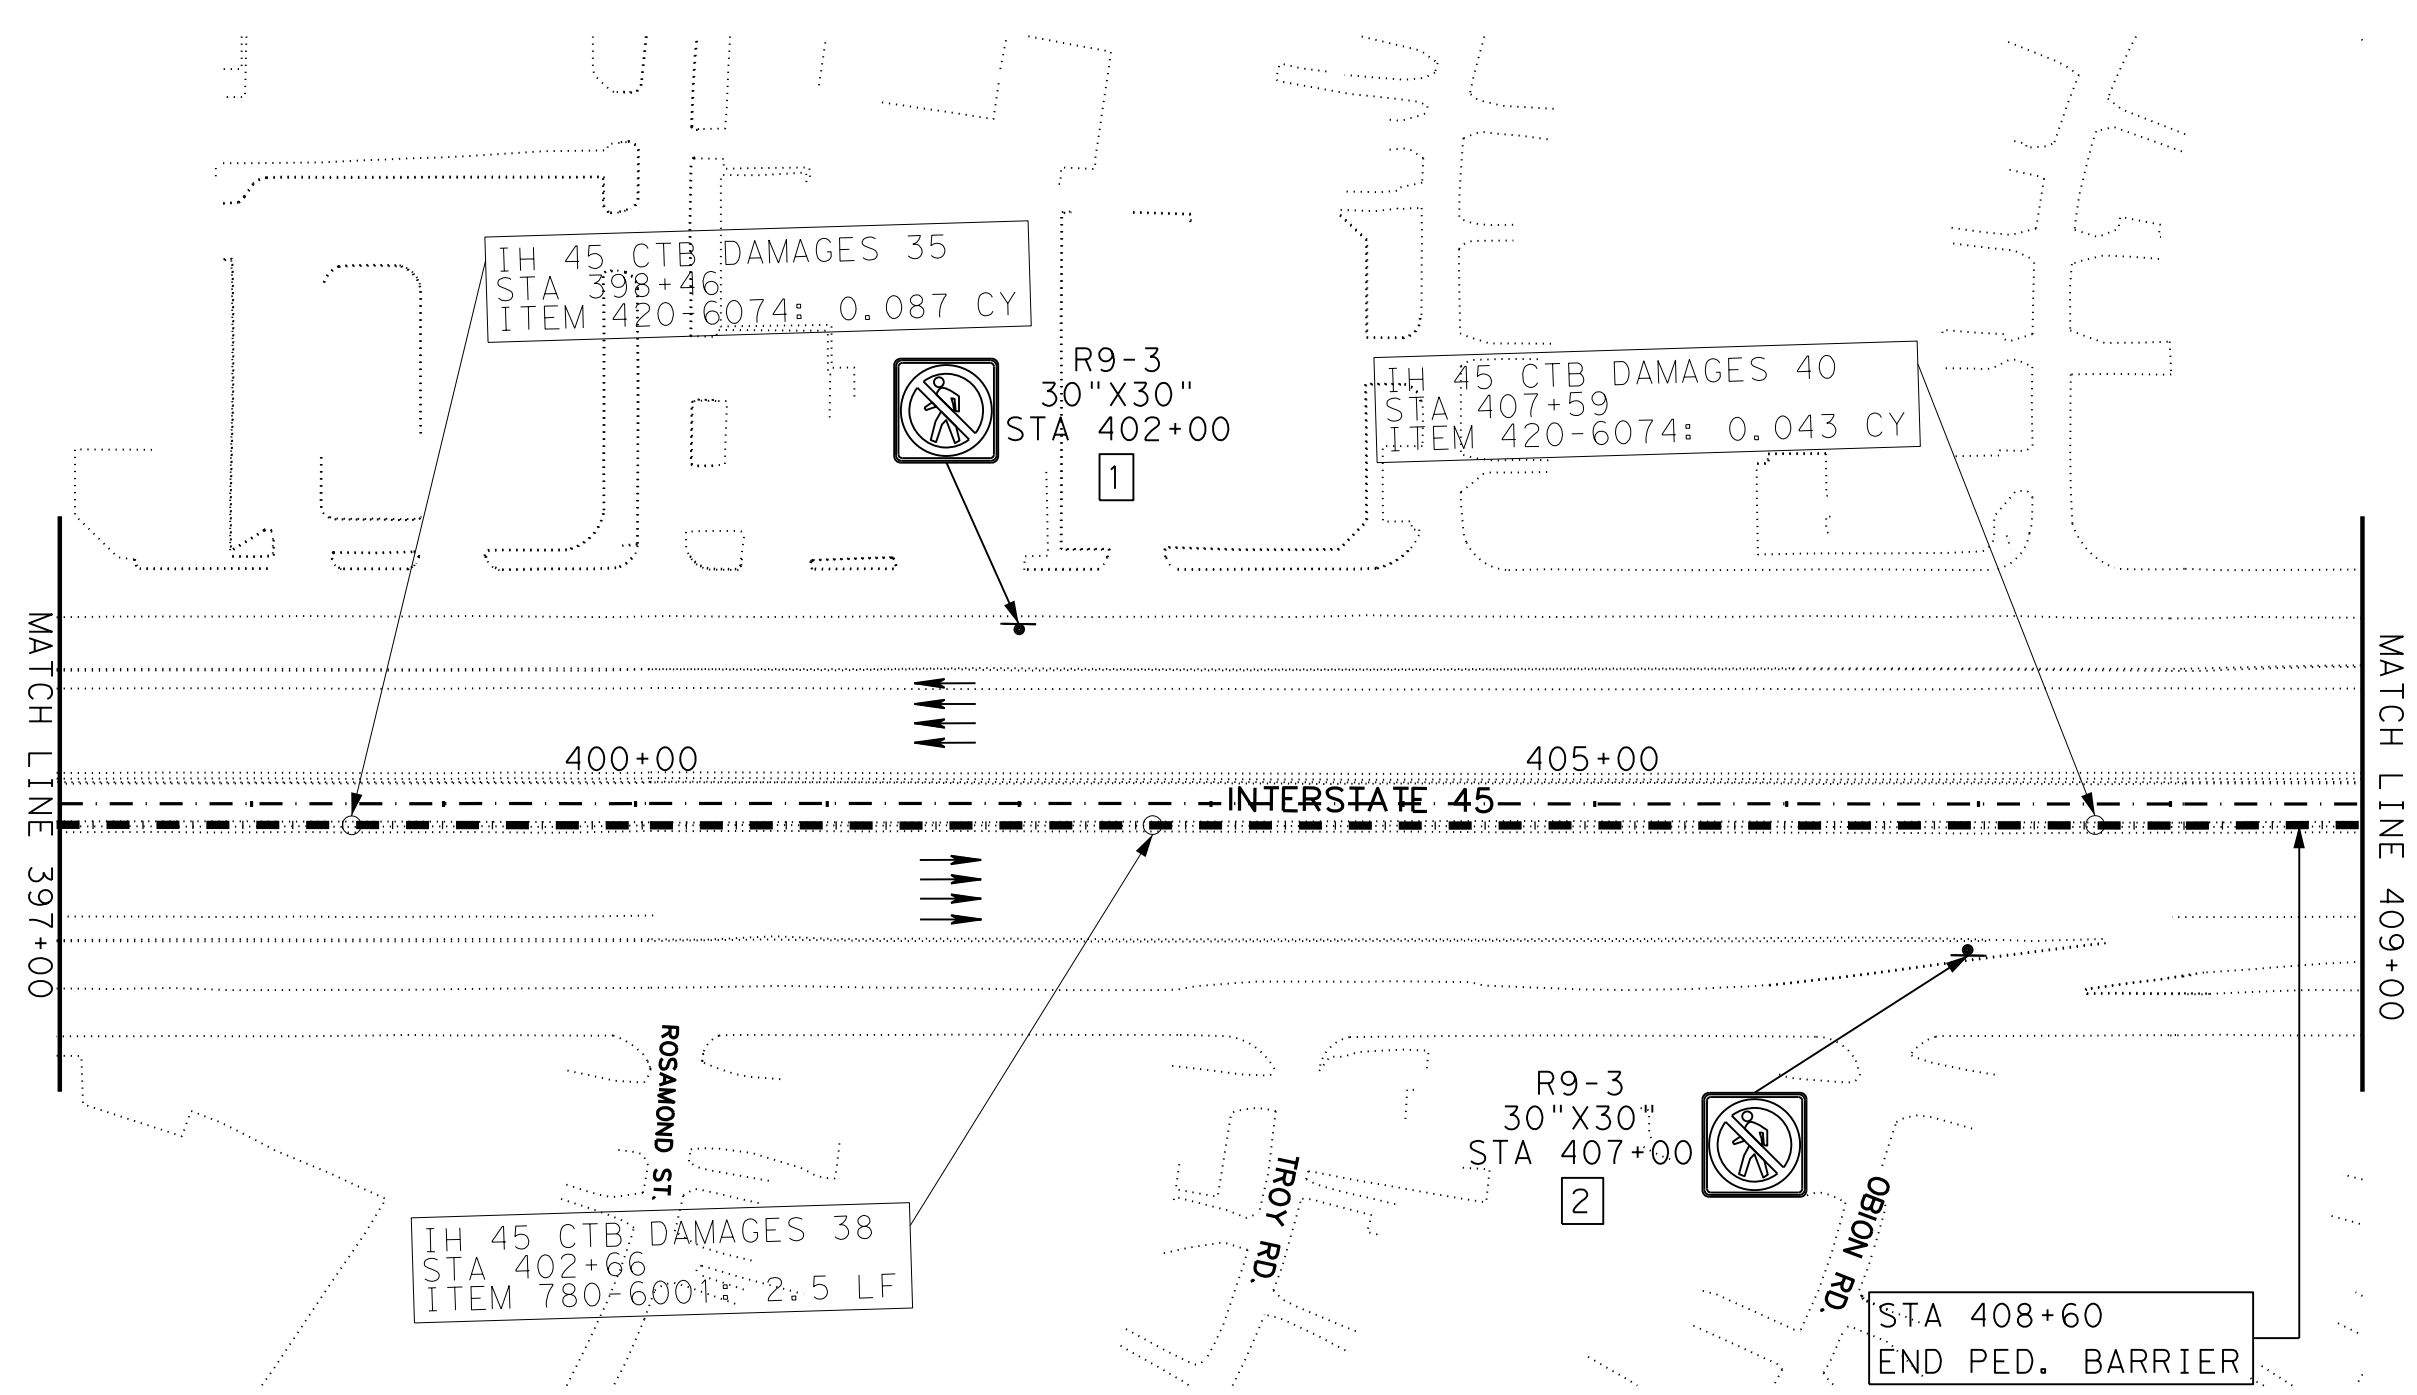 IH 45 CTB DAMAGES 35
STA 398+46
ITEM 420-6074: 0.087 CY
R9-3
30"X30"
STA 402+00
1
IH 45 CTB DAMAGES 40
STA 407+59
ITEM 420-6074: 0.043 CY
MATCH LINE 397+00
400+00
405+00
INTERSTATE 45
MATCH LINE 409+00
ROSAMOND ST.
R9-3
30"X30"
STA 407+00
2
TROY RD.
OBION RD.
IH 45 CTB DAMAGES 38
STA 402+66
ITEM 780-6001: 2.5 LF
STA 408+60
END PED. BARRIER